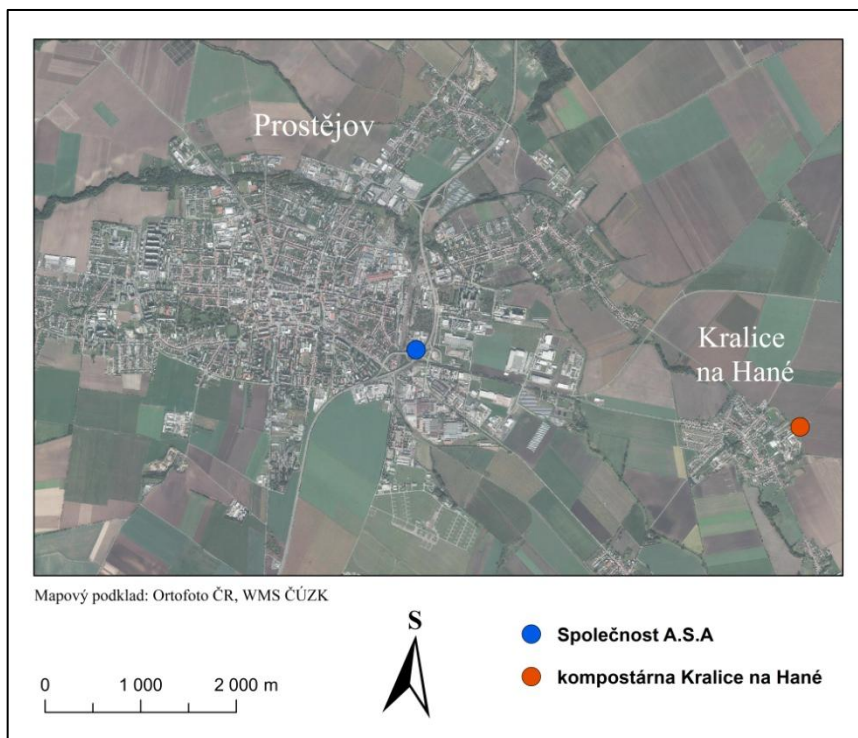 Prostějov
Kralice
na Hané
Mapový podklad: Ortofoto ČR, WMS ČÚZK
S
0 1 000 2 000 m
Společnost A.S.A
kompostárna Kralice na Hané